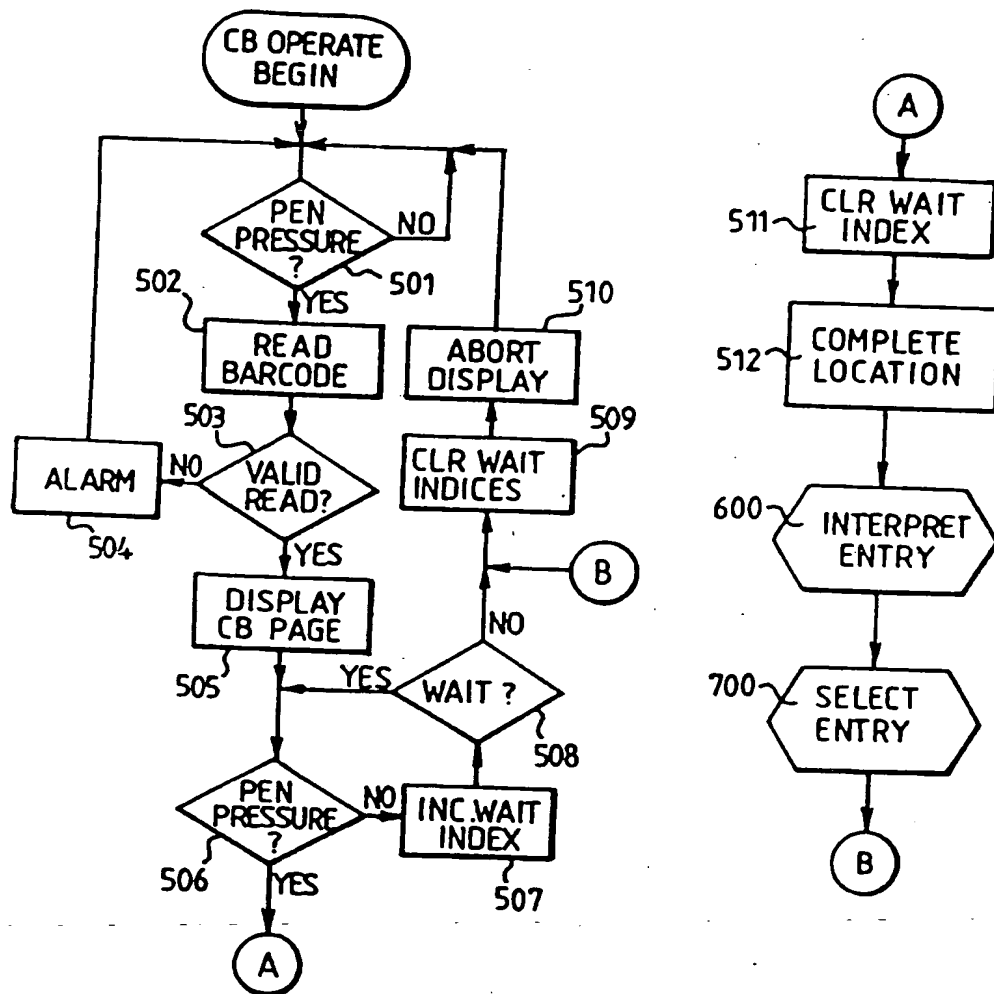 CB OPERATE
BEGIN
PEN
PRESSURE
?
NO
501
YES
502
READ
BARCODE
503
VALID
READ?
NO
ALARM
504
YES
DISPLAY
CB PAGE
505
PEN
PRESSURE
?
506
NO
YES
A
INC.WAIT
INDEX
507
WAIT ?
508
YES
NO
B
CLR WAIT
INDICES
509
ABORT
DISPLAY
510
A
CLR WAIT
INDEX
511
COMPLETE
LOCATION
512
INTERPRET
ENTRY
600
SELECT
ENTRY
700
B